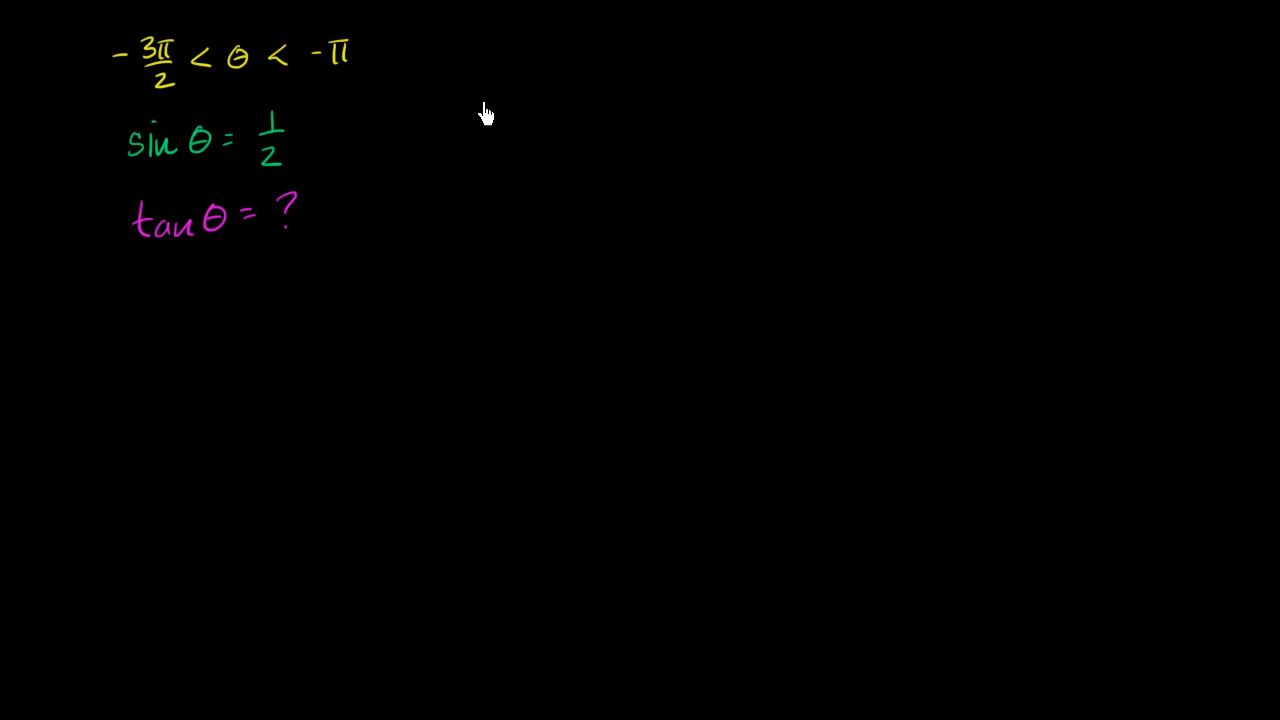 -3π/2 < θ < -π
sin θ = 1/2
tan θ = ?